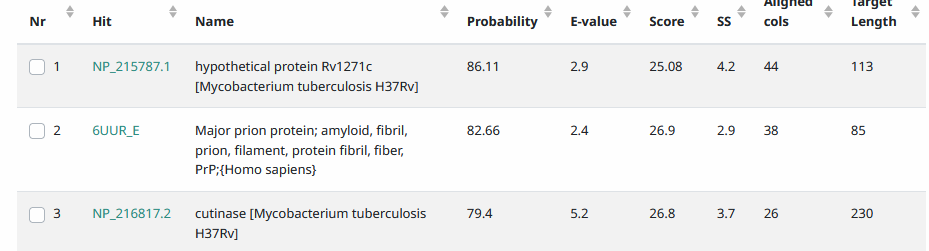 Aligned Target
Nr Hit Name Probability E-value Score SS cols Length
1 NP_215787.1 hypothetical protein Rv1271c 86.11 2.9 25.08 4.2 44 113
[Mycobacterium tuberculosis H37Rv]
2 6UUR_E Major prion protein; amyloid, fibril, 82.66 2.4 26.9 2.9 38 85
prion, filament, protein fibril, fiber,
PrP;{Homo sapiens}
3 NP_216817.2 cutinase [Mycobacterium tuberculosis 79.4 5.2 26.8 3.7 26 230
H37Rv]